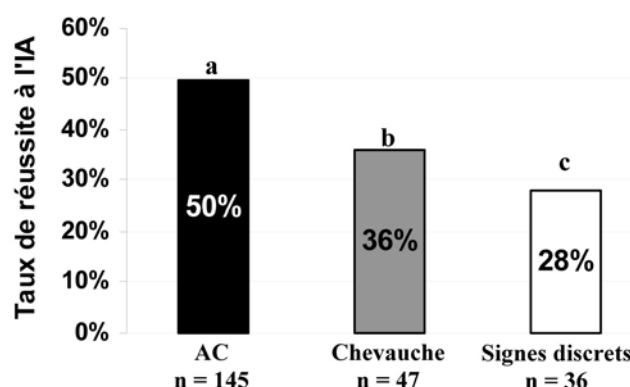 Taux de réussite à l'IA
60%
50%
40%
30%
20%
10%
0%
a
b
c
50%
36%
28%
AC
n = 145
Chevauche
n = 47
Signes discrets
n = 36